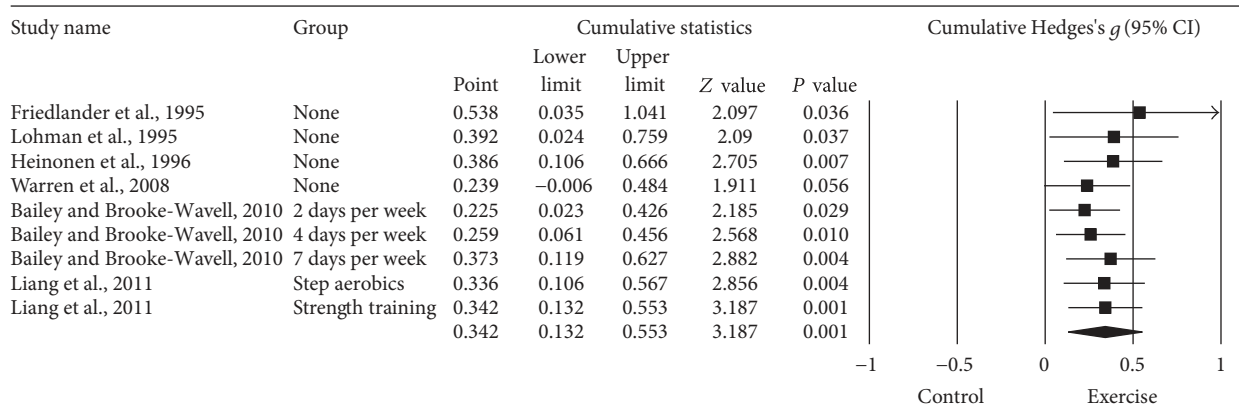 Study name Group Cumulative statistics Cumulative Hedges's g (95% CI)
Lower Upper
Point limit limit Z value P value
Friedlander et al., 1995 None 0.538 0.035 1.041 2.097 0.036
Lohman et al., 1995 None 0.392 0.024 0.759 2.09 0.037
Heinonen et al., 1996 None 0.386 0.106 0.666 2.705 0.007
Warren et al., 2008 None 0.239 −0.006 0.484 1.911 0.056
Bailey and Brooke-Wavell, 2010 2 days per week 0.225 0.023 0.426 2.185 0.029
Bailey and Brooke-Wavell, 2010 4 days per week 0.259 0.061 0.456 2.568 0.010
Bailey and Brooke-Wavell, 2010 7 days per week 0.373 0.119 0.627 2.882 0.004
Liang et al., 2011 Step aerobics 0.336 0.106 0.567 2.856 0.004
Liang et al., 2011 Strength training 0.342 0.132 0.553 3.187 0.001
0.342 0.132 0.553 3.187 0.001
−1 −0.5 0 0.5 1
Control Exercise